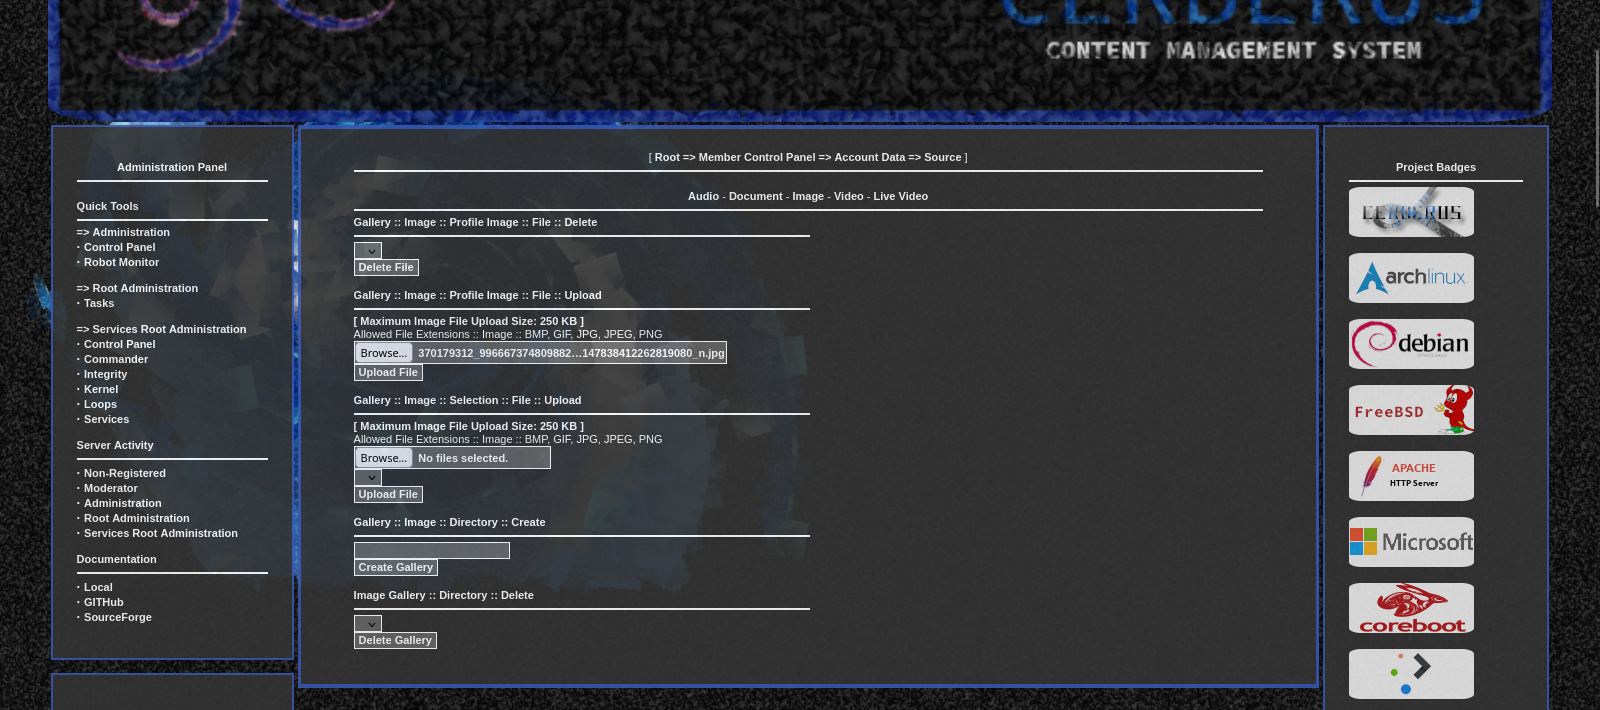 CERBERUS
CONTENT MANAGEMENT SYSTEM
Administration Panel
Quick Tools
=> Administration
· Control Panel
· Robot Monitor
=> Root Administration
· Tasks
=> Services Root Administration
· Control Panel
· Commander
· Integrity
· Kernel
· Loops
· Services
Server Activity
· Non-Registered
· Moderator
· Administration
· Root Administration
· Services Root Administration
Documentation
· Local
· GITHub
· SourceForge
[ Root => Member Control Panel => Account Data => Source ]
Audio - Document - Image - Video - Live Video
Gallery :: Image :: Profile Image :: File :: Delete
Delete File
Gallery :: Image :: Profile Image :: File :: Upload
[ Maximum Image File Upload Size: 250 KB ]
Allowed File Extensions :: Image :: BMP, GIF, JPG, JPEG, PNG
Browse... 370179312_996667374809882…147838412262819080_n.jpg
Upload File
Gallery :: Image :: Selection :: File :: Upload
[ Maximum Image File Upload Size: 250 KB ]
Allowed File Extensions :: Image :: BMP, GIF, JPG, JPEG, PNG
Browse... No files selected.
Upload File
Gallery :: Image :: Directory :: Create
Create Gallery
Image Gallery :: Directory :: Delete
Delete Gallery
Project Badges
CERBERUS
archlinux
debian
FreeBSD
APACHE
HTTP Server
Microsoft
coreboot